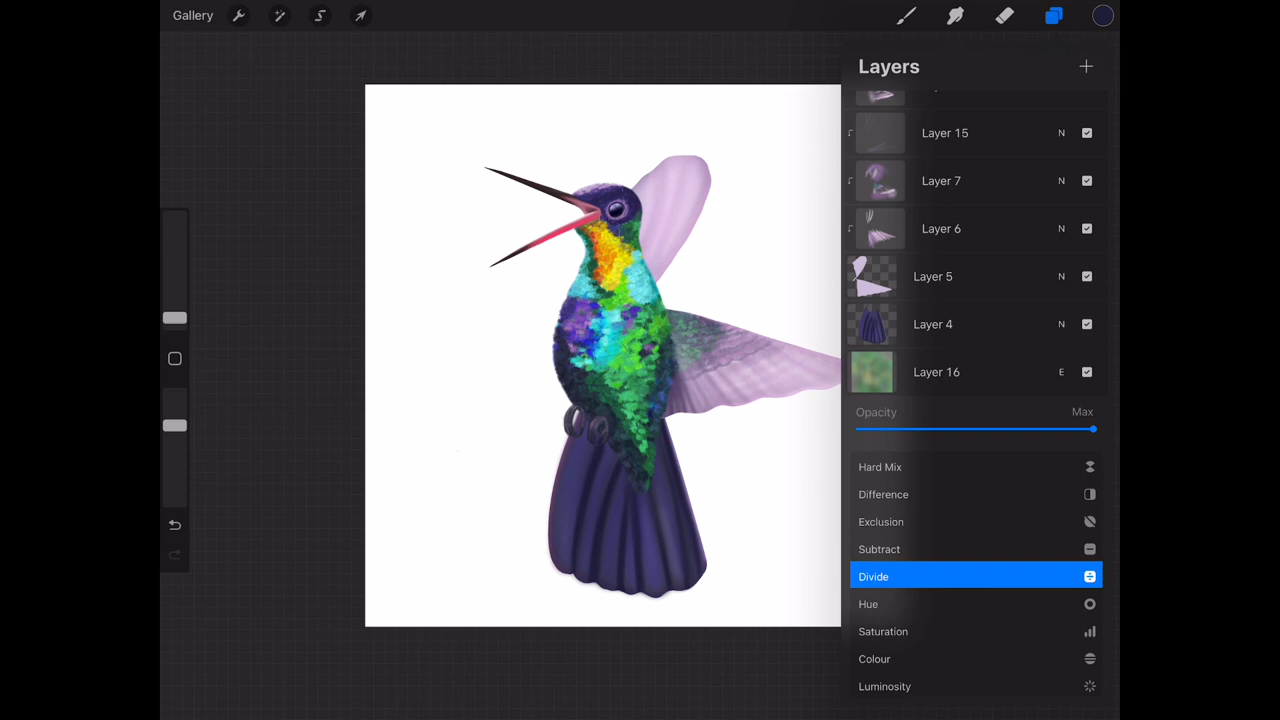 Gallery
Layers
Layer 15 N
Layer 7 N
Layer 6 N
Layer 5 N
Layer 4 N
Layer 16 E
Opacity Max
Hard Mix
Difference
Exclusion
Subtract
Divide
Hue
Saturation
Colour
Luminosity